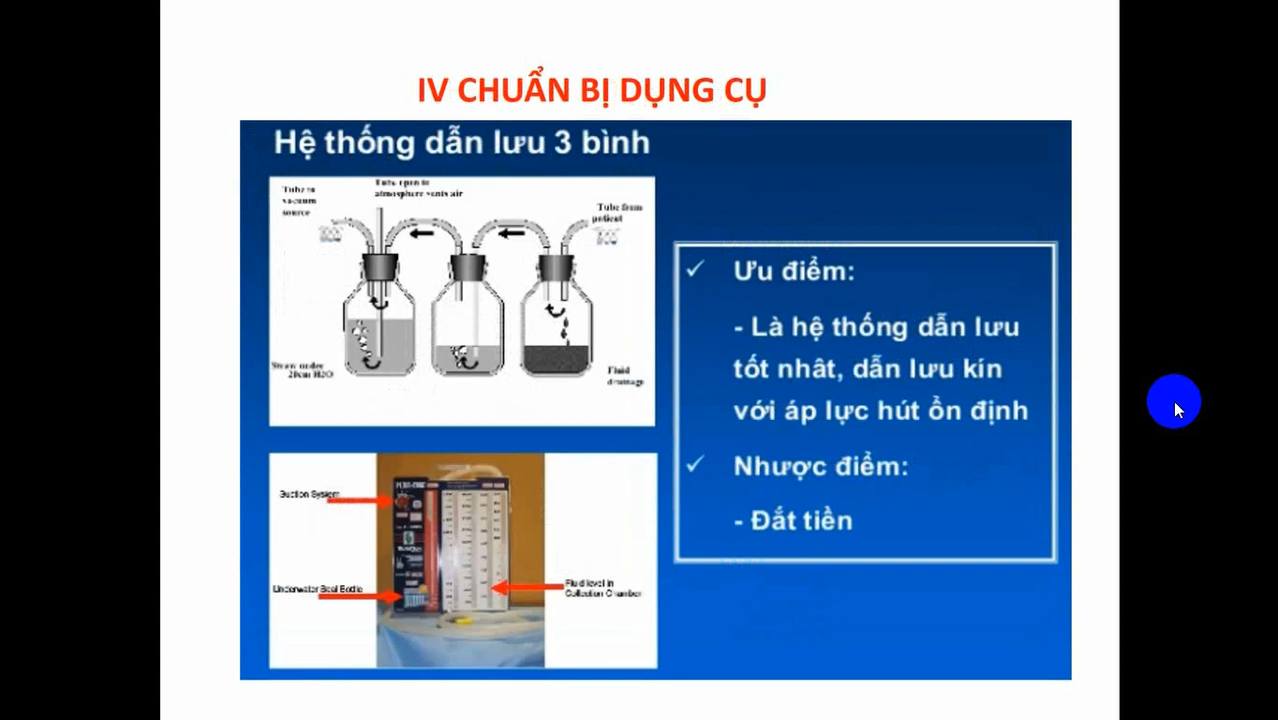 IV CHUẨN BỊ DỤNG CỤ
Hệ thống dẫn lưu 3 bình
Tube to
vacuum
source
Tube open to
atmosphere vents air
Tube from
patient
Straw under
20cm H2O
Fluid
drainage
✓ Ưu điểm:
- Là hệ thống dẫn lưu
tốt nhât, dẫn lưu kín
với áp lực hút ổn định
✓ Nhược điểm:
- Đắt tiền
Suction System
Underwater Seal Bottle
Fluid level in
Collection Chamber